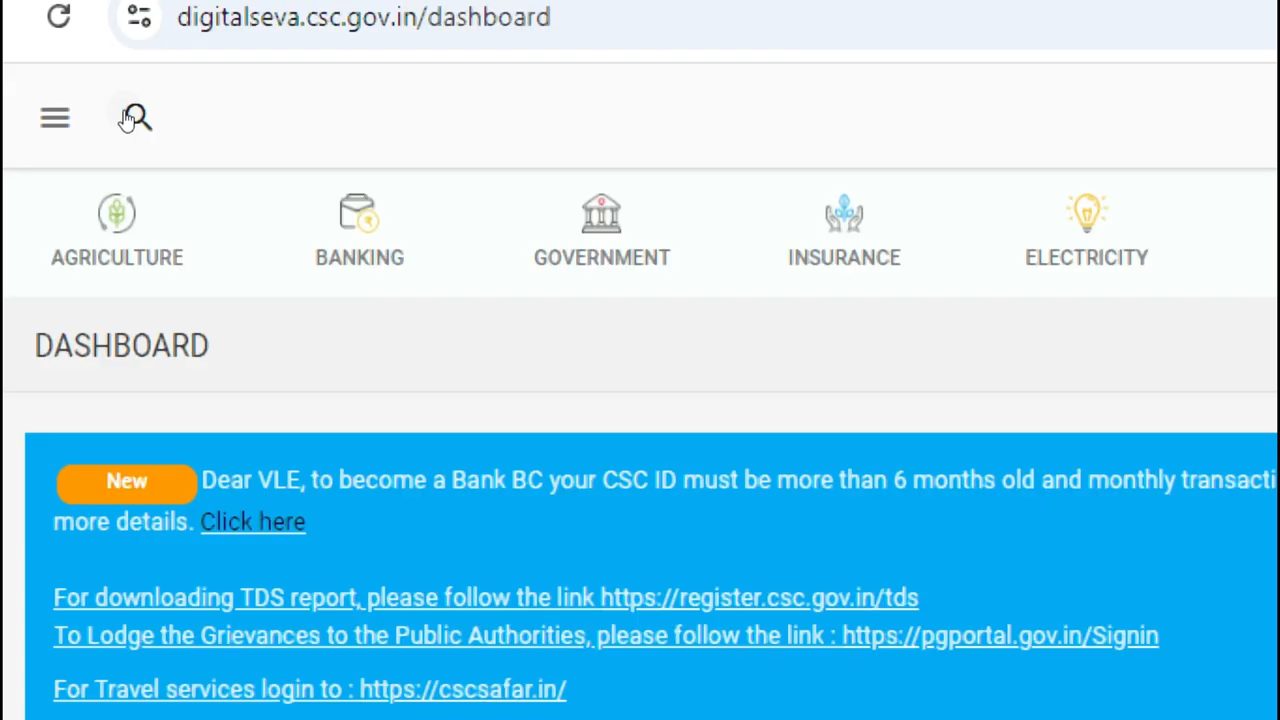 digitalseva.csc.gov.in/dashboard
AGRICULTURE BANKING GOVERNMENT INSURANCE ELECTRICITY
DASHBOARD
New Dear VLE, to become a Bank BC your CSC ID must be more than 6 months old and monthly
more details. Click here
For downloading TDS report, please follow the link https://register.csc.gov.in/tds
To Lodge the Grievances to the Public Authorities, please follow the link : https://pgportal.gov.in/Signin
For Travel services login to : https://cscsafar.in/